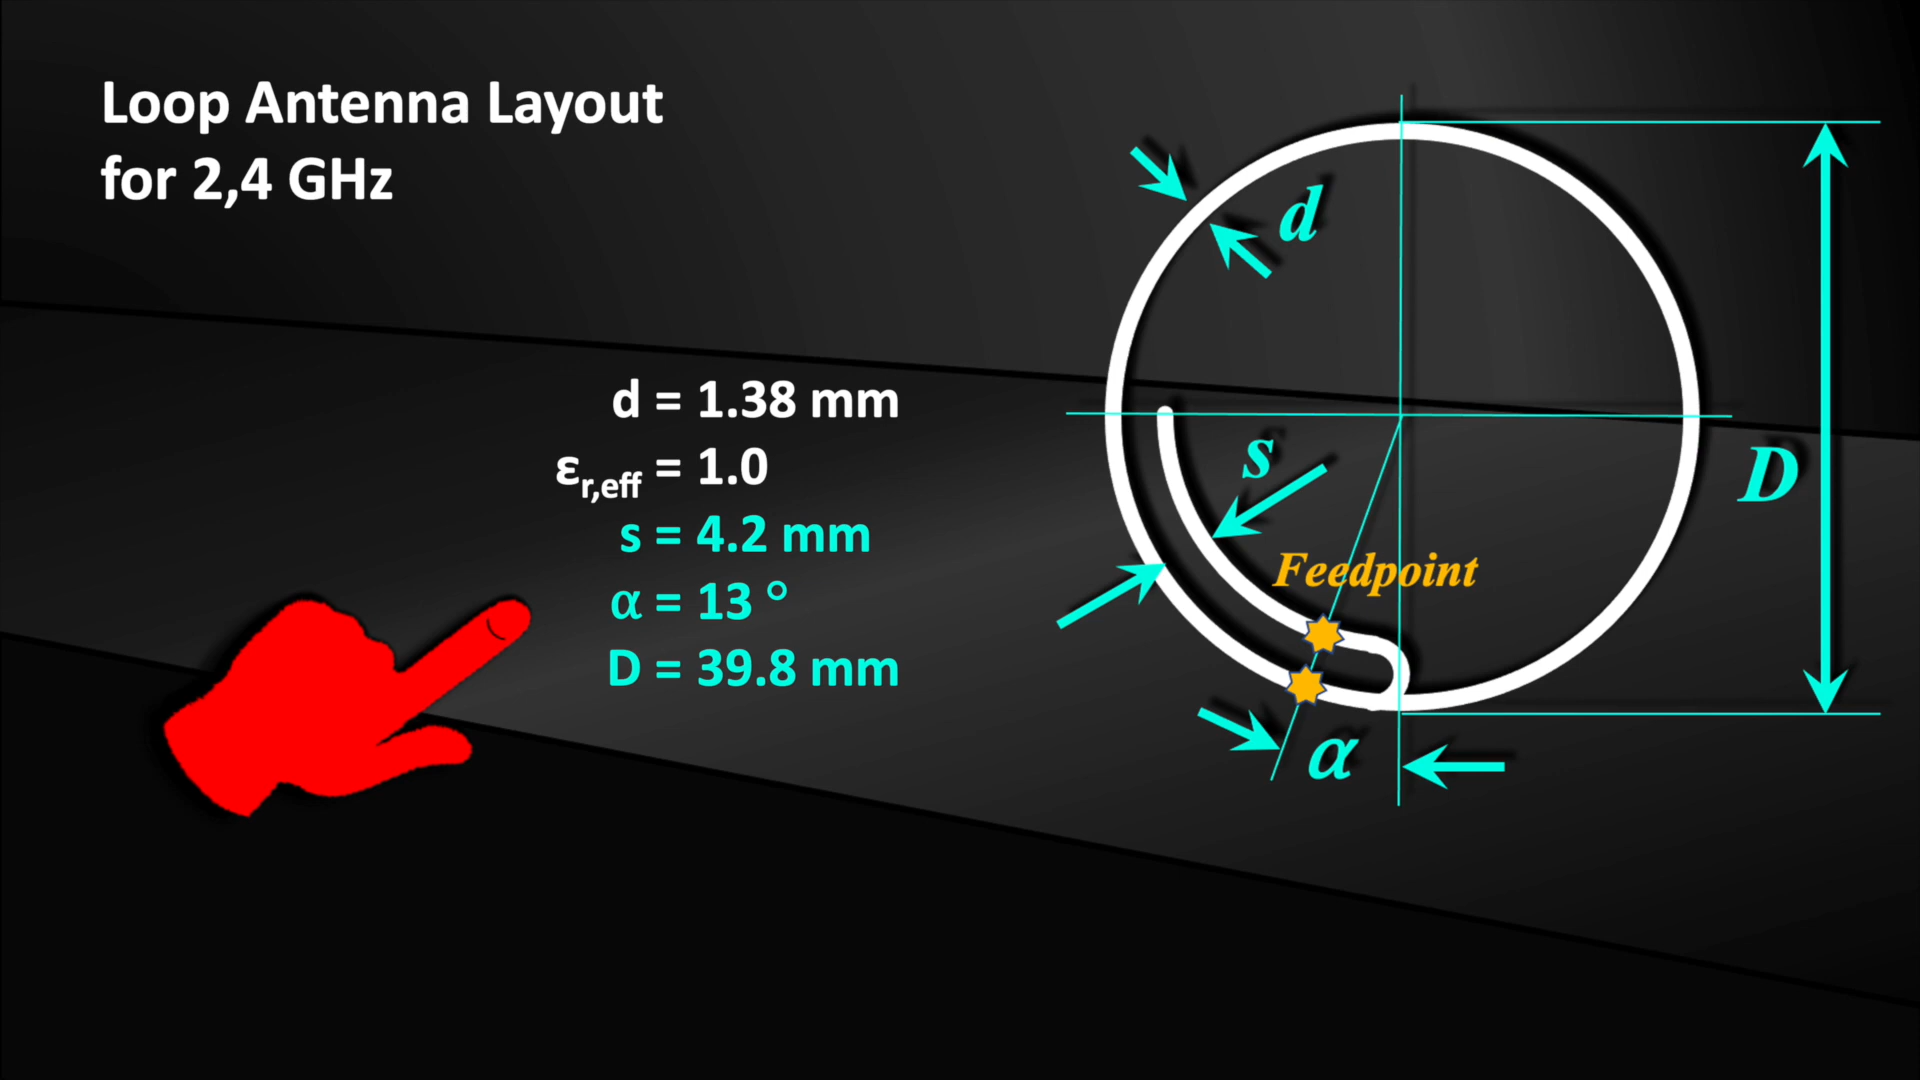 Loop Antenna Layout
for 2,4 GHz
d = 1.38 mm
εr,eff = 1.0
s = 4.2 mm
α = 13 °
D = 39.8 mm
d
s
D
Feedpoint
α